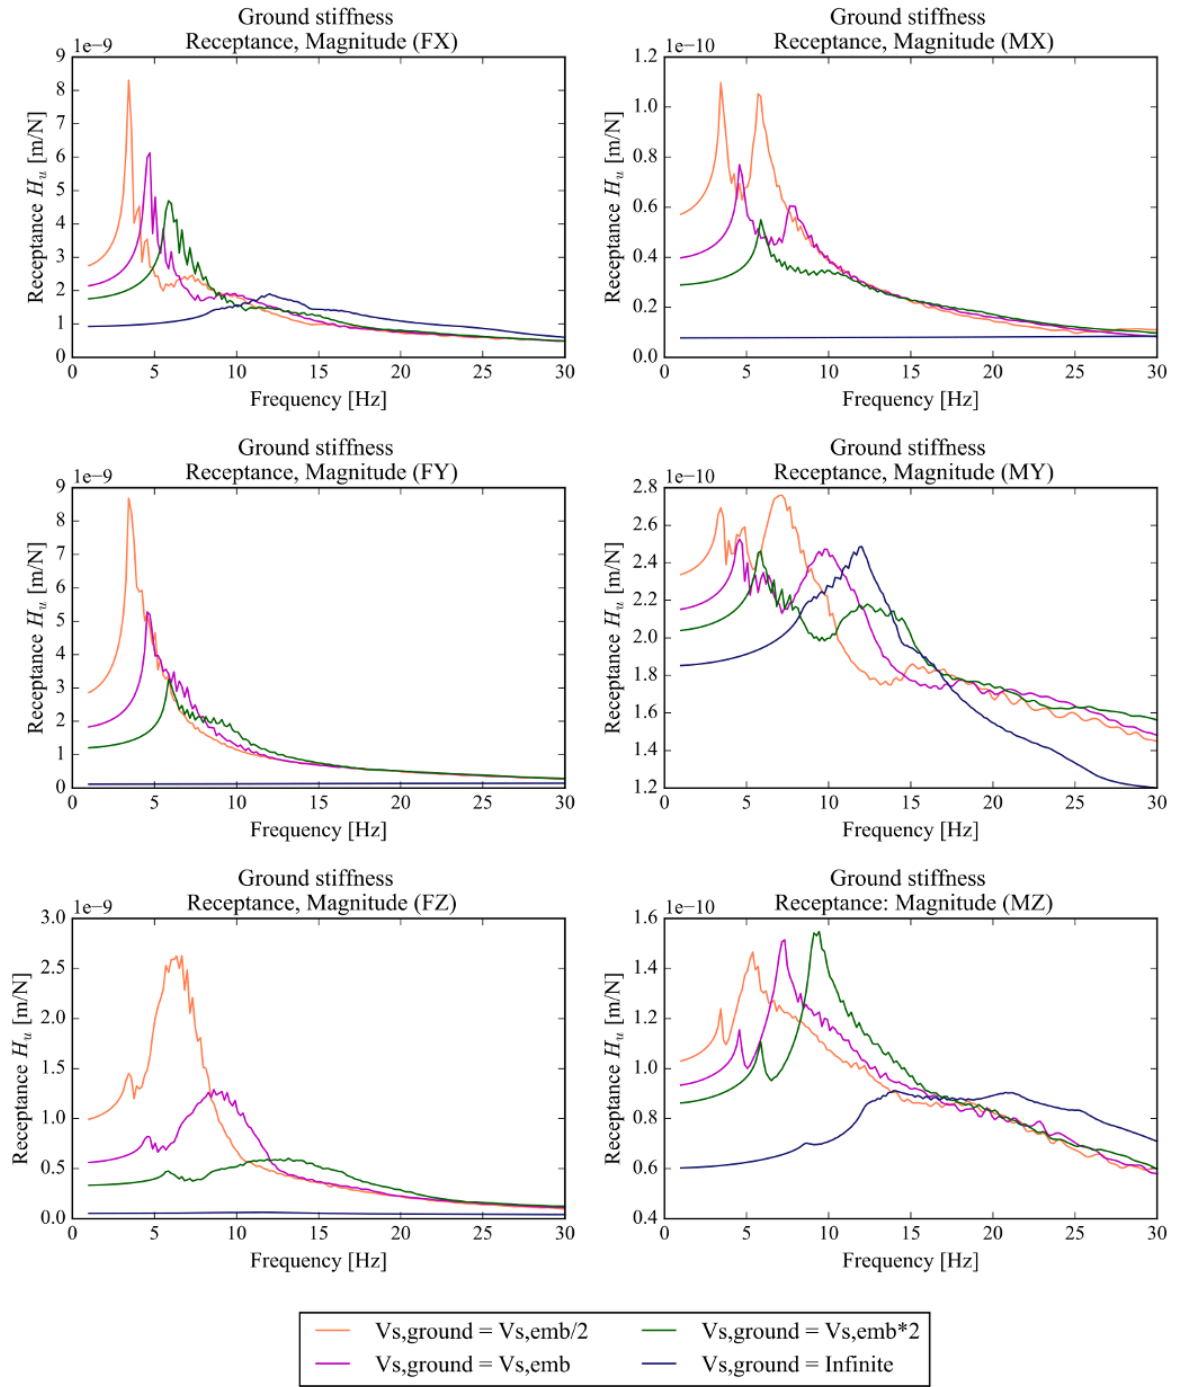 Ground stiffness
Receptance, Magnitude (FX)
1e−9
9
8
7
6
5
4
3
2
1
0
Receptance H_u [m/N]
0 5 10 15 20 25 30
Frequency [Hz]
Ground stiffness
Receptance, Magnitude (MX)
1e−10
1.2
1.0
0.8
0.6
0.4
0.2
0.0
Receptance H_u [m/N]
0 5 10 15 20 25 30
Frequency [Hz]
Ground stiffness
Receptance, Magnitude (FY)
1e−9
9
8
7
6
5
4
3
2
1
0
Receptance H_u [m/N]
0 5 10 15 20 25 30
Frequency [Hz]
Ground stiffness
Receptance, Magnitude (MY)
1e−10
2.8
2.6
2.4
2.2
2.0
1.8
1.6
1.4
1.2
Receptance H_u [m/N]
0 5 10 15 20 25 30
Frequency [Hz]
Ground stiffness
Receptance, Magnitude (FZ)
1e−9
3.0
2.5
2.0
1.5
1.0
0.5
0.0
Receptance H_u [m/N]
0 5 10 15 20 25 30
Frequency [Hz]
Ground stiffness
Receptance: Magnitude (MZ)
1e−10
1.6
1.4
1.2
1.0
0.8
0.6
0.4
Receptance H_u [m/N]
0 5 10 15 20 25 30
Frequency [Hz]
Vs,ground = Vs,emb/2
Vs,ground = Vs,emb
Vs,ground = Vs,emb*2
Vs,ground = Infinite